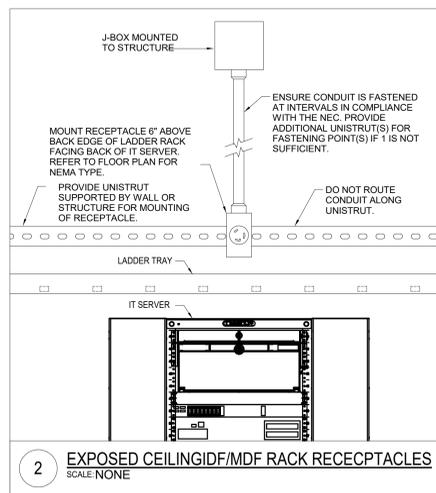 J-BOX MOUNTED
TO STRUCTURE
ENSURE CONDUIT IS FASTENED
AT INTERVALS IN COMPLIANCE
WITH THE NEC. PROVIDE
ADDITIONAL UNISTRUT(S) FOR
FASTENING POINT(S) IF 1 IS NOT
SUFFICIENT.
MOUNT RECEPTACLE 6" ABOVE
BACK EDGE OF LADDER RACK
FACING BACK OF IT SERVER.
REFER TO FLOOR PLAN FOR
NEMA TYPE.
PROVIDE UNISTRUT
SUPPORTED BY WALL OR
STRUCTURE FOR MOUNTING
OF RECEPTACLE.
DO NOT ROUTE
CONDUIT ALONG
UNISTRUT.
LADDER TRAY
IT SERVER
2
EXPOSED CEILINGIDF/MDF RACK RECECPTACLES
SCALE: NONE